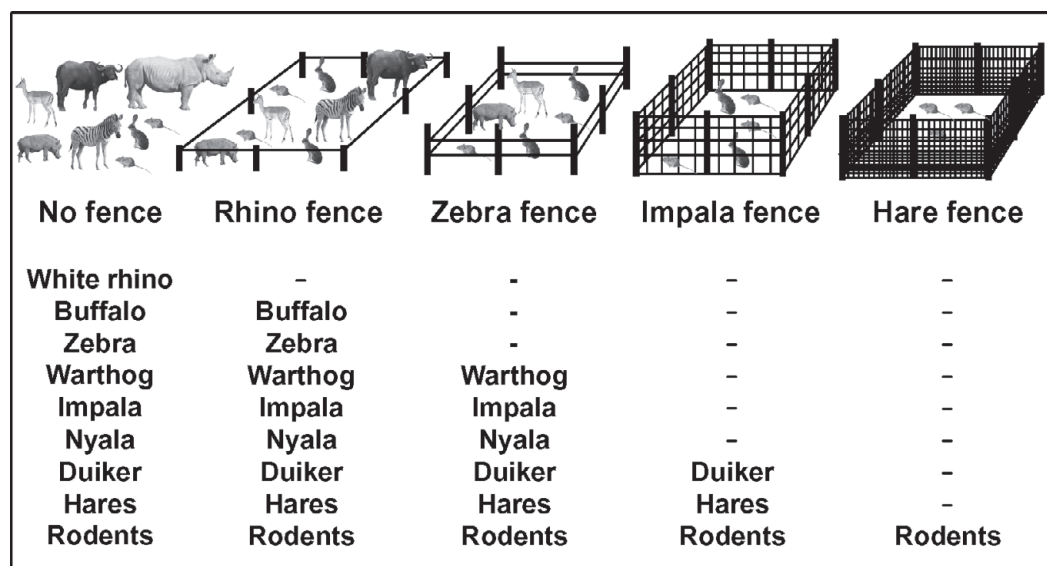 No fence Rhino fence Zebra fence Impala fence Hare fence
White rhino – - – –
Buffalo Buffalo - – –
Zebra Zebra - – –
Warthog Warthog Warthog – –
Impala Impala Impala – –
Nyala Nyala Nyala – –
Duiker Duiker Duiker Duiker –
Hares Hares Hares Hares –
Rodents Rodents Rodents Rodents Rodents